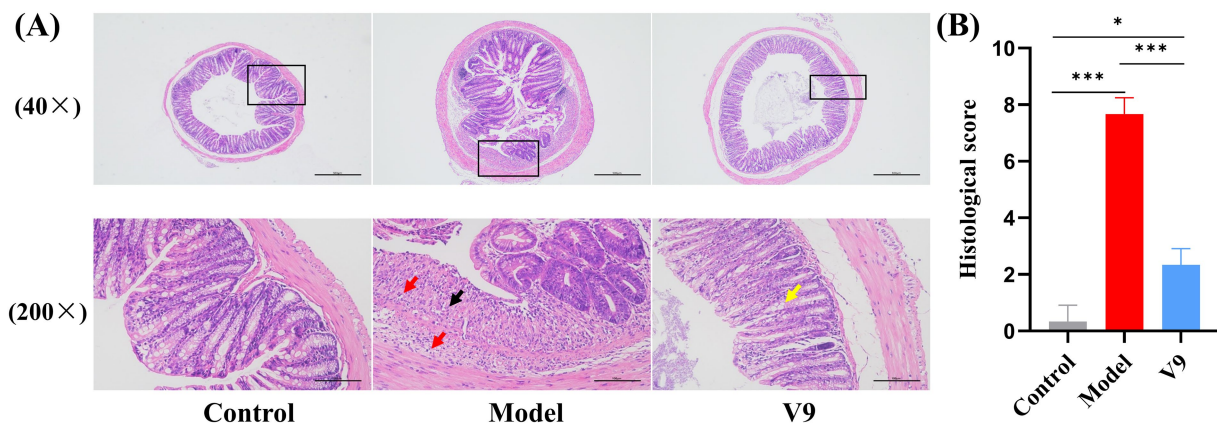 (A)
(40×)
(200×)
Control
Model
V9
(B)
Histological score
10
8
6
4
2
0
*
***
***
Control
Model
V9